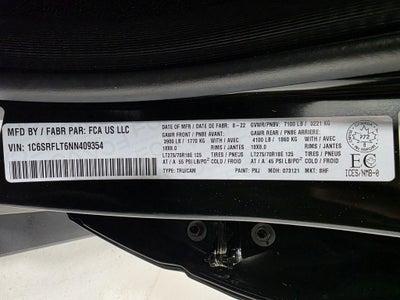 MFD BY / FABR PAR: FCA US LLC
VIN: 1C6SRFLT6NN409354
DATE OF MFR / DATE DE FABR: 8-22
GVWR/PNBV: 7100 LB / 3221 KG
GAWR FRONT / PNBE AVANT
GAWR REAR / PNBE ARRIERE
3900 LB / 1770 KG WITH / AVEC
4100 LB / 1860 KG WITH / AVEC
18X8.0 RIMS / JANTES
18X8.0 RIMS / JANTES
LT275/70R18E 125 TIRES / PNEUS
LT275/70R18E 125 TIRES / PNEUS
AT / A 55 PSI LB/PO² COLD / FROID
AT / A 45 PSI LB/PO² COLD / FROID
TYPE: TRUCK/CAM
PAINT: PXJ
MDH: 073121
MKT: BHF
EC
ICES/NMB-0